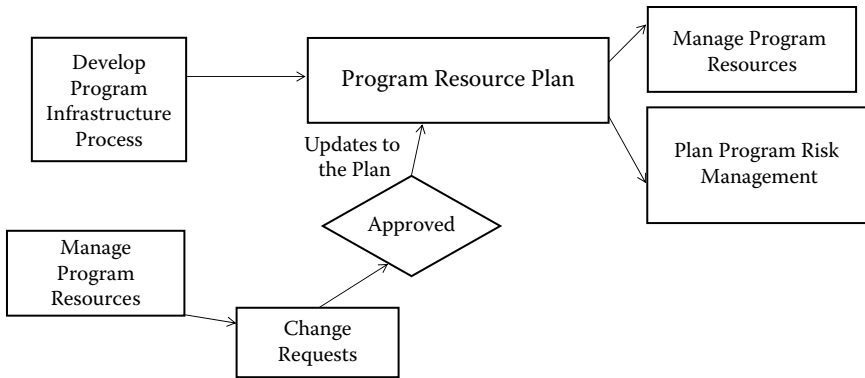 Develop
Program
Infrastructure
Process
Program Resource Plan
Manage Program
Resources
Plan Program Risk
Management
Updates to
the Plan
Approved
Manage
Program
Resources
Change
Requests